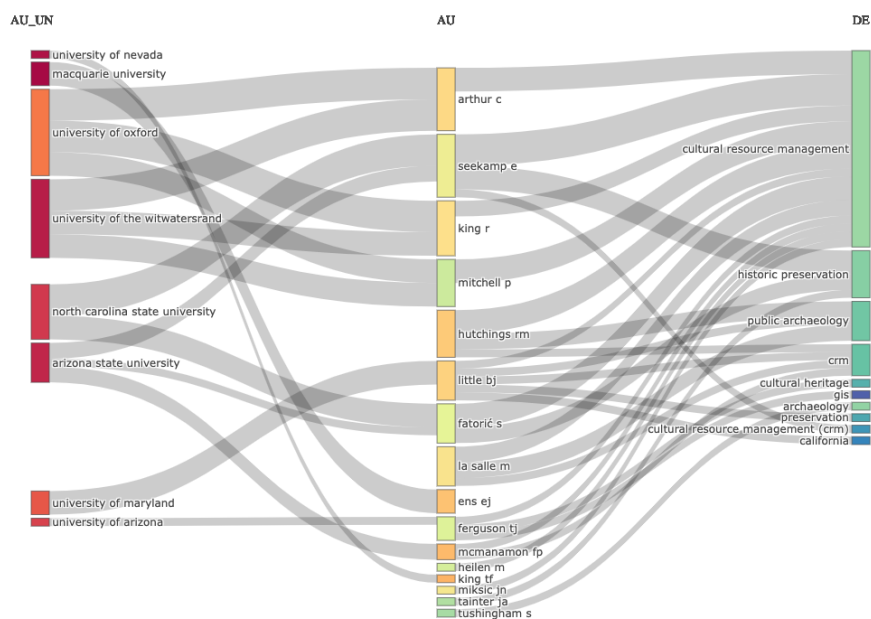 AU_UN
AU
DE
university of nevada
macquarie university
university of oxford
university of the witwatersrand
north carolina state university
arizona state university
university of maryland
university of arizona
arthur c
seekamp e
king r
mitchell p
hutchings rm
little bj
fatorić s
la salle m
ens ej
ferguson tj
mcmanamon fp
heilen m
king tf
miksic jn
tainter ja
tushingham s
cultural resource management
historic preservation
public archaeology
crm
cultural heritage
gis
archaeology
preservation
cultural resource management (crm)
california